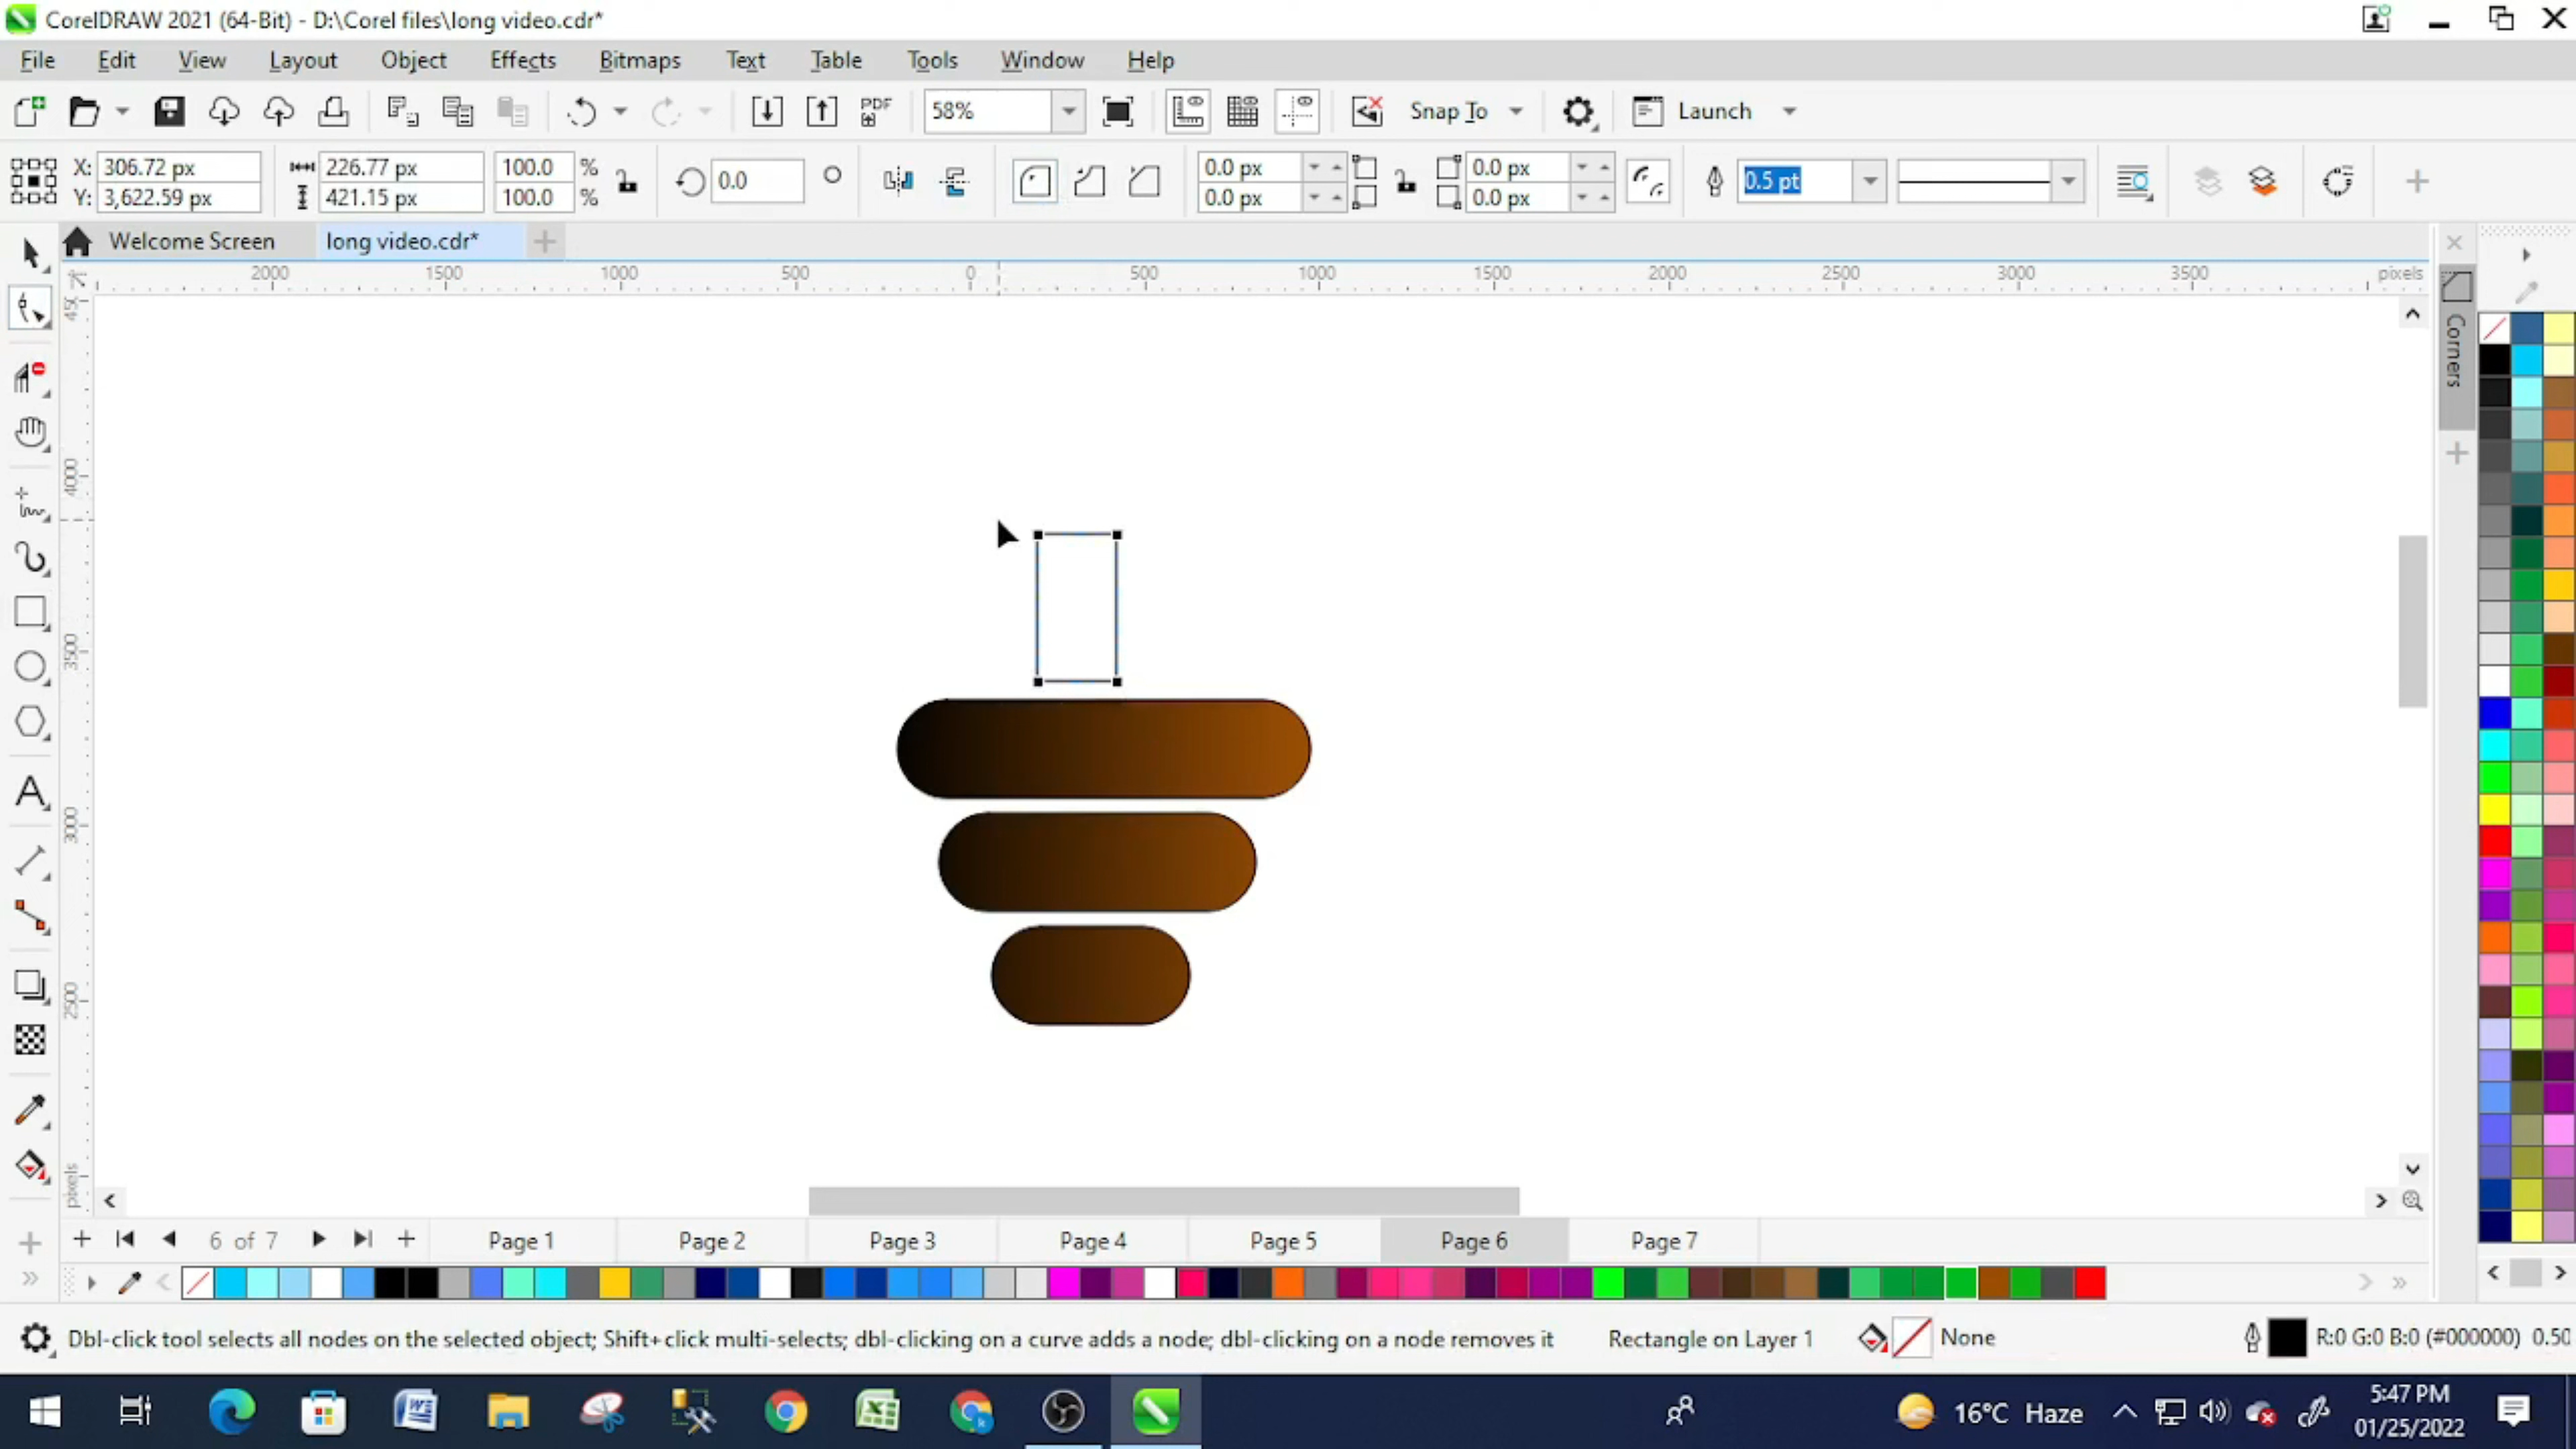 CorelDRAW 2021 (64-Bit) - D:\Corel files\long video.cdr*
File Edit View Layout Object Effects Bitmaps Text Table Tools Window Help
PDF 58% Snap To Launch
X: 306.72 px 226.77 px 100.0 % 0.0 0.0 px 0.0 px 0.5 pt
Y: 3,622.59 px 421.15 px 100.0 % 0.0 px 0.0 px
Welcome Screen long video.cdr*
2000 1500 1000 500 0 500 1000 1500 2000 2500 3000 3500 pixels
4000
3500
3000
2500
pixels
Corners
6 of 7 Page 1 Page 2 Page 3 Page 4 Page 5 Page 6 Page 7
Dbl-click tool selects all nodes on the selected object; Shift+click multi-selects; dbl-clicking on a curve adds a node; dbl-clicking on a node removes it Rectangle on Layer 1 None R:0 G:0 B:0 (#000000) 0.50
16°C Haze 5:47 PM
01/25/2022